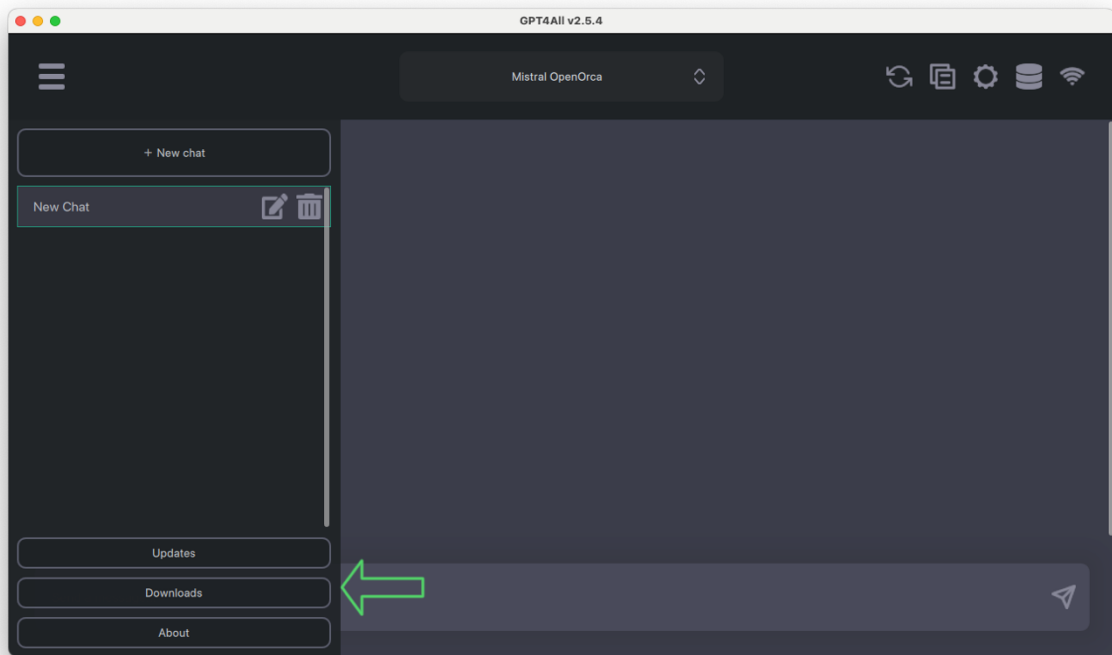 GPT4All v2.5.4
Mistral OpenOrca
+ New chat
New Chat
Updates
Downloads
About